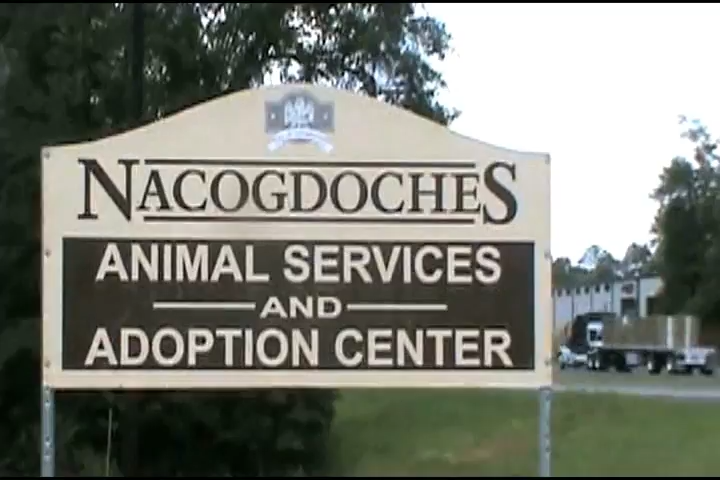 NACOGDOCHES
ANIMAL SERVICES
AND
ADOPTION CENTER